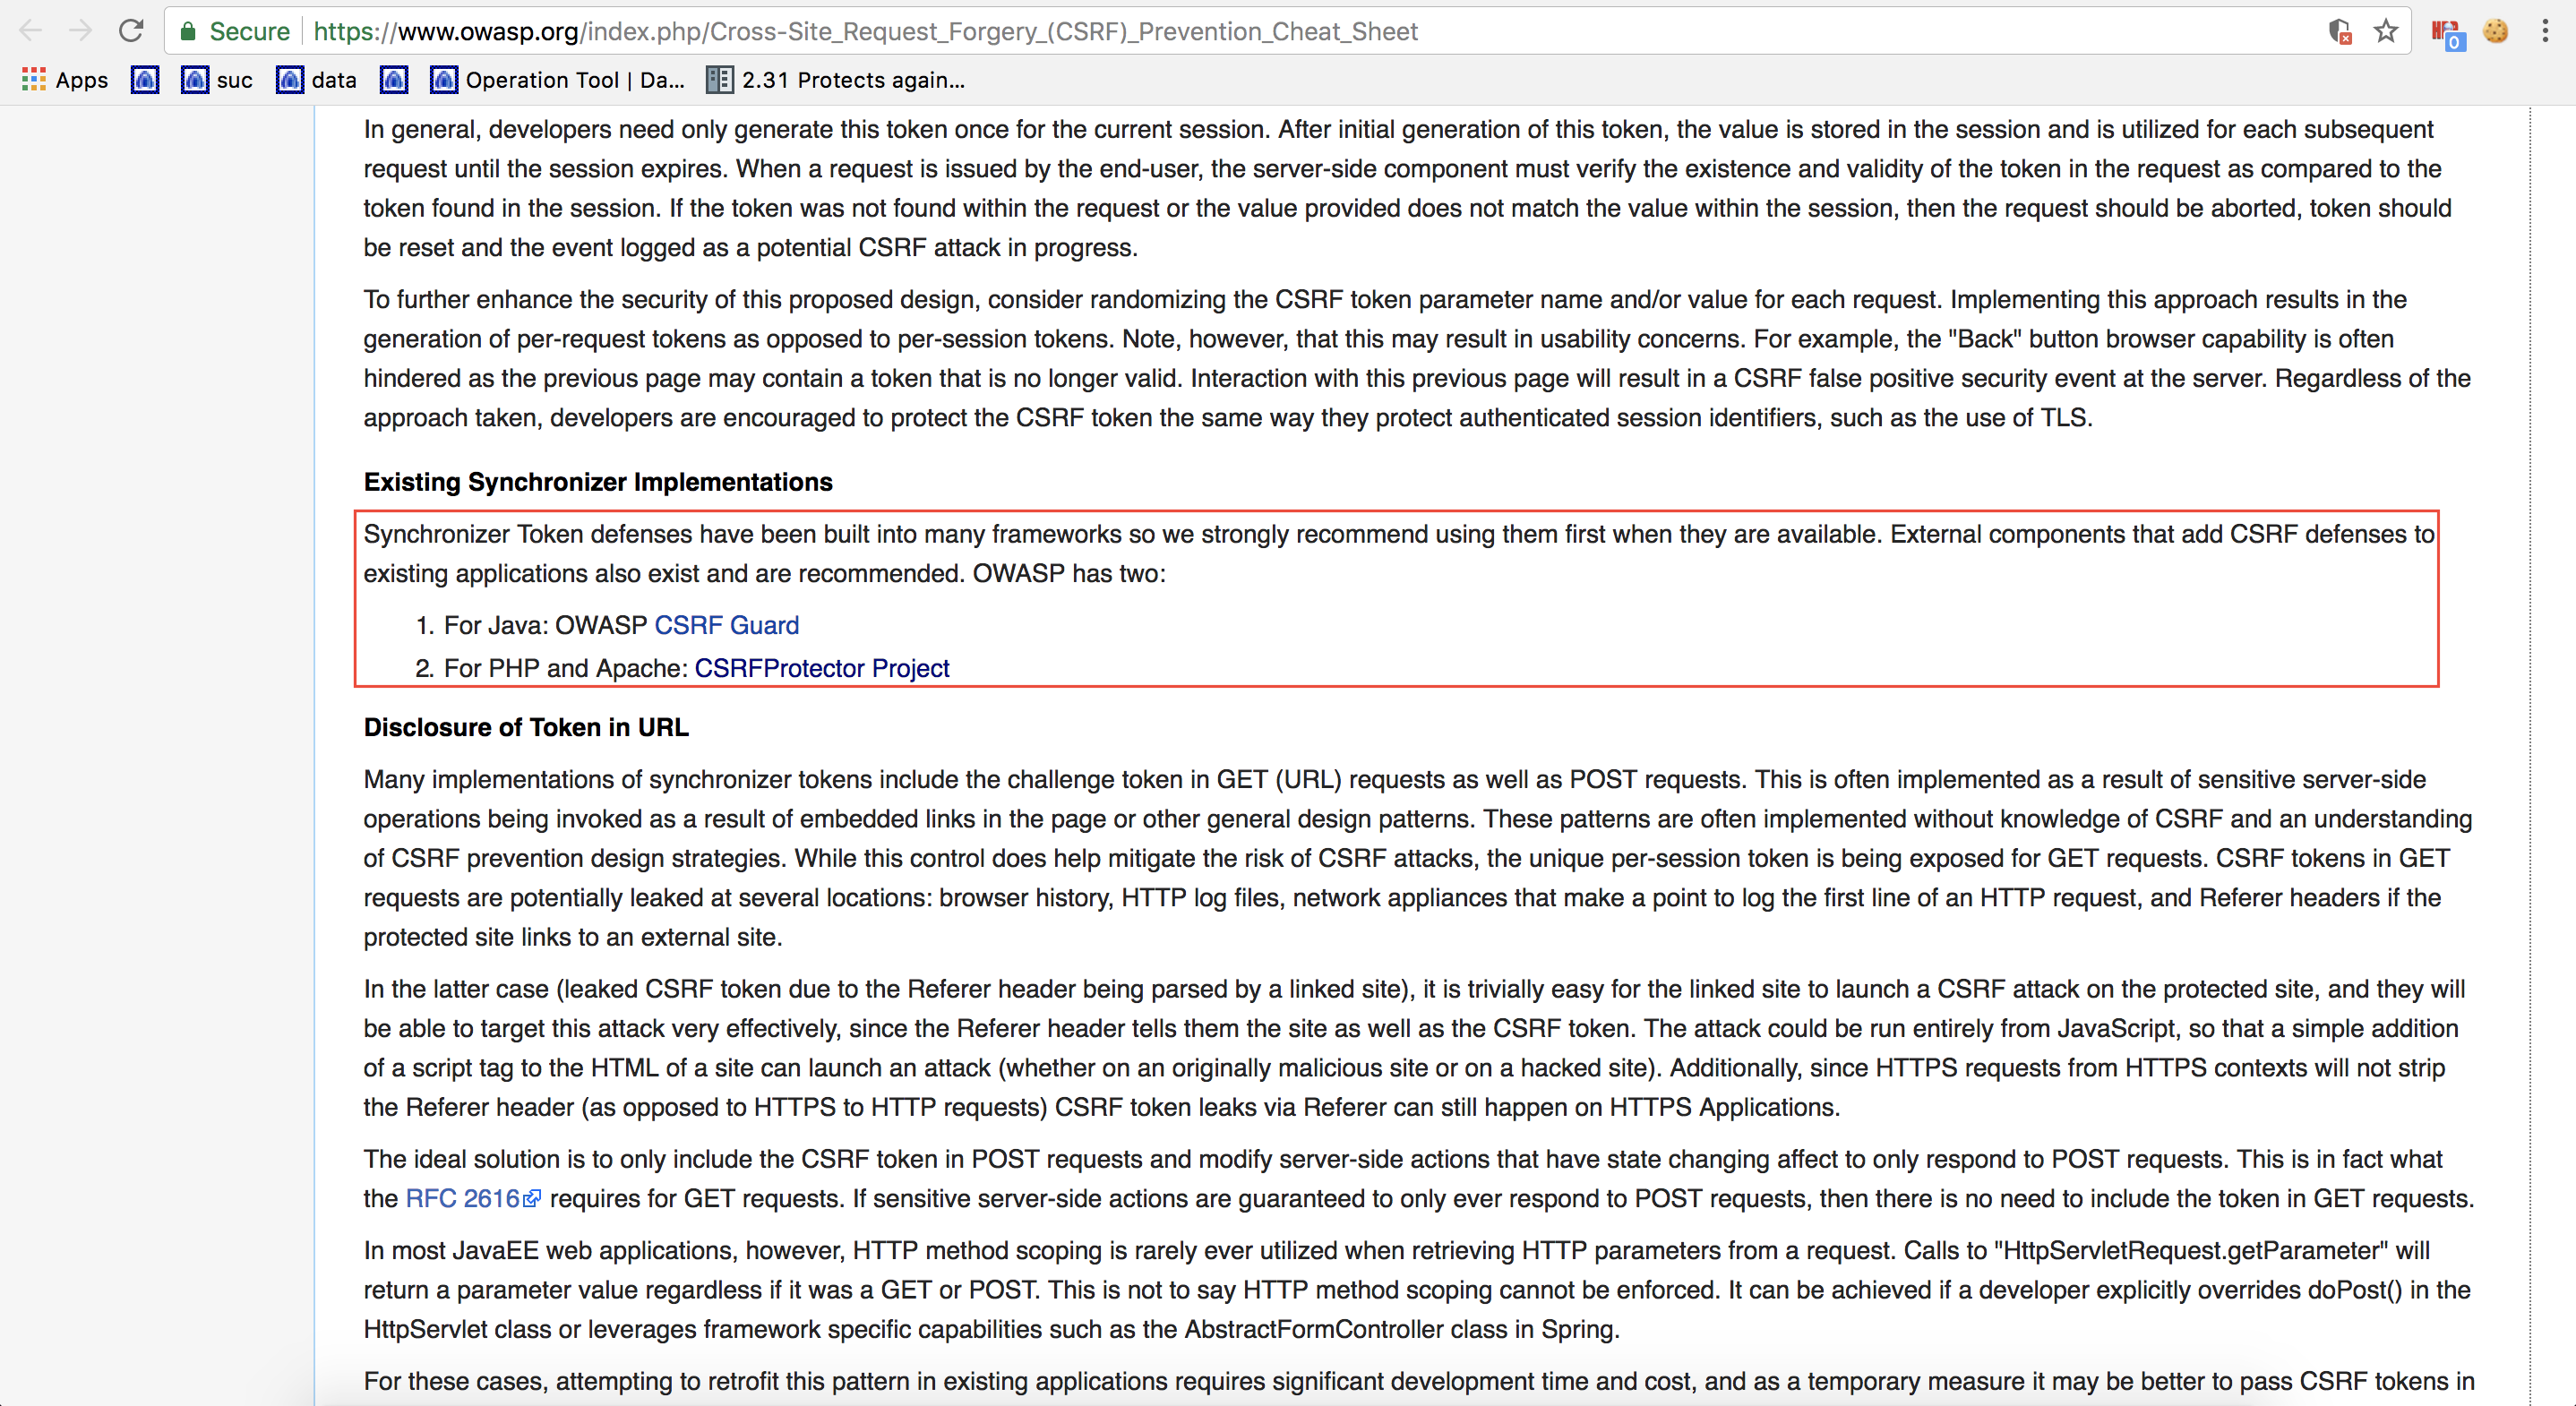 Secure https://www.owasp.org/index.php/Cross-Site_Request_Forgery_(CSRF)_Prevention_Cheat_Sheet
0
Apps suc data Operation Tool | Da... 2.31 Protects again...
In general, developers need only generate this token once for the current session. After initial generation of this token, the value is stored in the session and is utilized for each subsequent
request until the session expires. When a request is issued by the end-user, the server-side component must verify the existence and validity of the token in the request as compared to the
token found in the session. If the token was not found within the request or the value provided does not match the value within the session, then the request should be aborted, token should
be reset and the event logged as a potential CSRF attack in progress.
To further enhance the security of this proposed design, consider randomizing the CSRF token parameter name and/or value for each request. Implementing this approach results in the
generation of per-request tokens as opposed to per-session tokens. Note, however, that this may result in usability concerns. For example, the "Back" button browser capability is often
hindered as the previous page may contain a token that is no longer valid. Interaction with this previous page will result in a CSRF false positive security event at the server. Regardless of the
approach taken, developers are encouraged to protect the CSRF token the same way they protect authenticated session identifiers, such as the use of TLS.
Existing Synchronizer Implementations
Synchronizer Token defenses have been built into many frameworks so we strongly recommend using them first when they are available. External components that add CSRF defenses to
existing applications also exist and are recommended. OWASP has two:
1. For Java: OWASP CSRF Guard
2. For PHP and Apache: CSRFProtector Project
Disclosure of Token in URL
Many implementations of synchronizer tokens include the challenge token in GET (URL) requests as well as POST requests. This is often implemented as a result of sensitive server-side
operations being invoked as a result of embedded links in the page or other general design patterns. These patterns are often implemented without knowledge of CSRF and an understanding
of CSRF prevention design strategies. While this control does help mitigate the risk of CSRF attacks, the unique per-session token is being exposed for GET requests. CSRF tokens in GET
requests are potentially leaked at several locations: browser history, HTTP log files, network appliances that make a point to log the first line of an HTTP request, and Referer headers if the
protected site links to an external site.
In the latter case (leaked CSRF token due to the Referer header being parsed by a linked site), it is trivially easy for the linked site to launch a CSRF attack on the protected site, and they will
be able to target this attack very effectively, since the Referer header tells them the site as well as the CSRF token. The attack could be run entirely from JavaScript, so that a simple addition
of a script tag to the HTML of a site can launch an attack (whether on an originally malicious site or on a hacked site). Additionally, since HTTPS requests from HTTPS contexts will not strip
the Referer header (as opposed to HTTPS to HTTP requests) CSRF token leaks via Referer can still happen on HTTPS Applications.
The ideal solution is to only include the CSRF token in POST requests and modify server-side actions that have state changing affect to only respond to POST requests. This is in fact what
the RFC 2616 requires for GET requests. If sensitive server-side actions are guaranteed to only ever respond to POST requests, then there is no need to include the token in GET requests.
In most JavaEE web applications, however, HTTP method scoping is rarely ever utilized when retrieving HTTP parameters from a request. Calls to "HttpServletRequest.getParameter" will
return a parameter value regardless if it was a GET or POST. This is not to say HTTP method scoping cannot be enforced. It can be achieved if a developer explicitly overrides doPost() in the
HttpServlet class or leverages framework specific capabilities such as the AbstractFormController class in Spring.
For these cases, attempting to retrofit this pattern in existing applications requires significant development time and cost, and as a temporary measure it may be better to pass CSRF tokens in